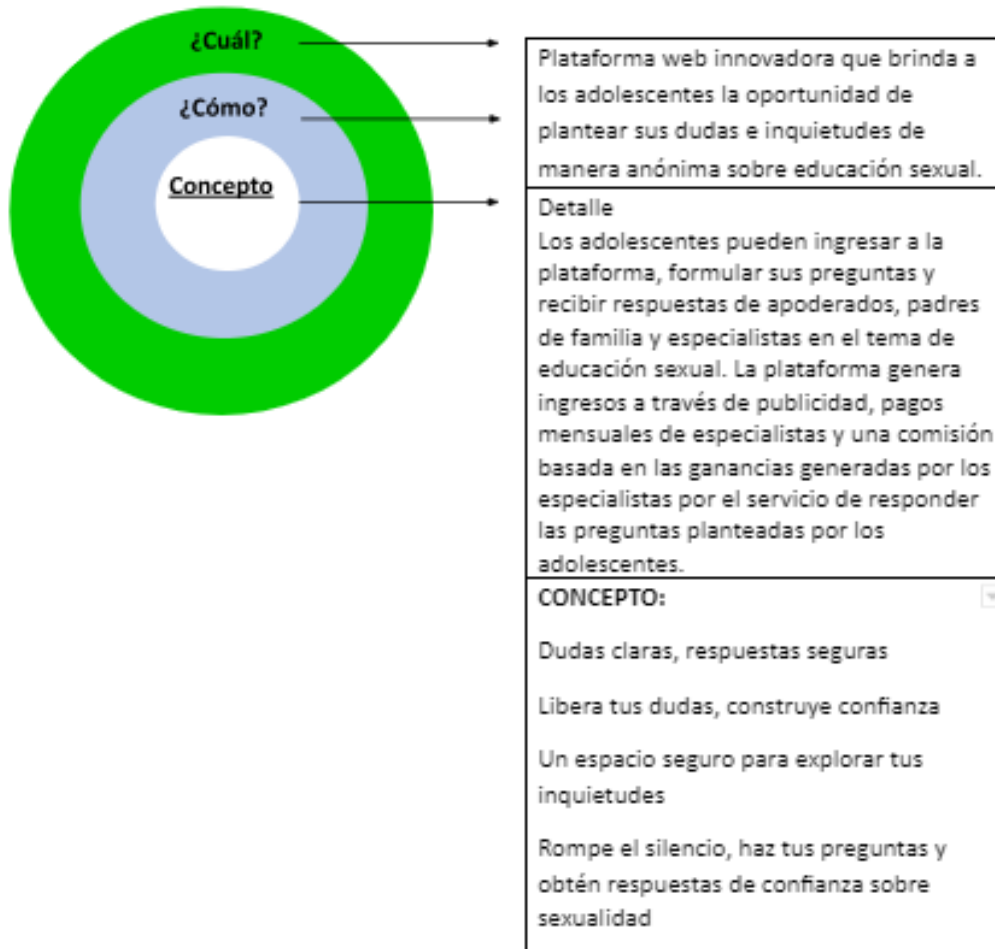 ¿Cuál?
¿Cómo?
Concepto
Plataforma web innovadora que brinda a
los adolescentes la oportunidad de
plantear sus dudas e inquietudes de
manera anónima sobre educación sexual.
Detalle
Los adolescentes pueden ingresar a la
plataforma, formular sus preguntas y
recibir respuestas de apoderados, padres
de familia y especialistas en el tema de
educación sexual. La plataforma genera
ingresos a través de publicidad, pagos
mensuales de especialistas y una comisión
basada en las ganancias generadas por los
especialistas por el servicio de responder
las preguntas planteadas por los
adolescentes.
CONCEPTO:
Dudas claras, respuestas seguras
Libera tus dudas, construye confianza
Un espacio seguro para explorar tus
inquietudes
Rompe el silencio, haz tus preguntas y
obtén respuestas de confianza sobre
sexualidad